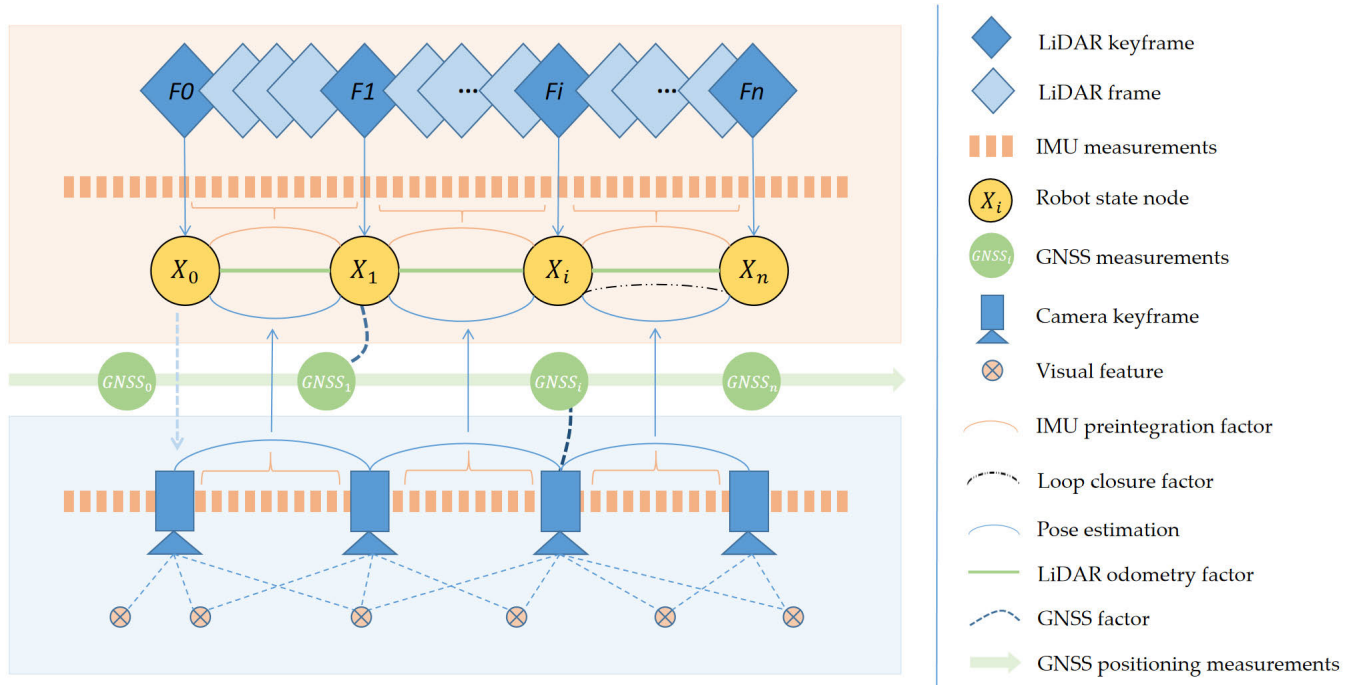 F0 F1 ... Fi ... Fn
X₀ X₁ Xᵢ Xₙ
GNSS₀ GNSS₁ GNSSᵢ GNSSₙ
LiDAR keyframe
LiDAR frame
IMU measurements
Xᵢ Robot state node
GNSSᵢ GNSS measurements
Camera keyframe
Visual feature
IMU preintegration factor
Loop closure factor
Pose estimation
LiDAR odometry factor
GNSS factor
GNSS positioning measurements